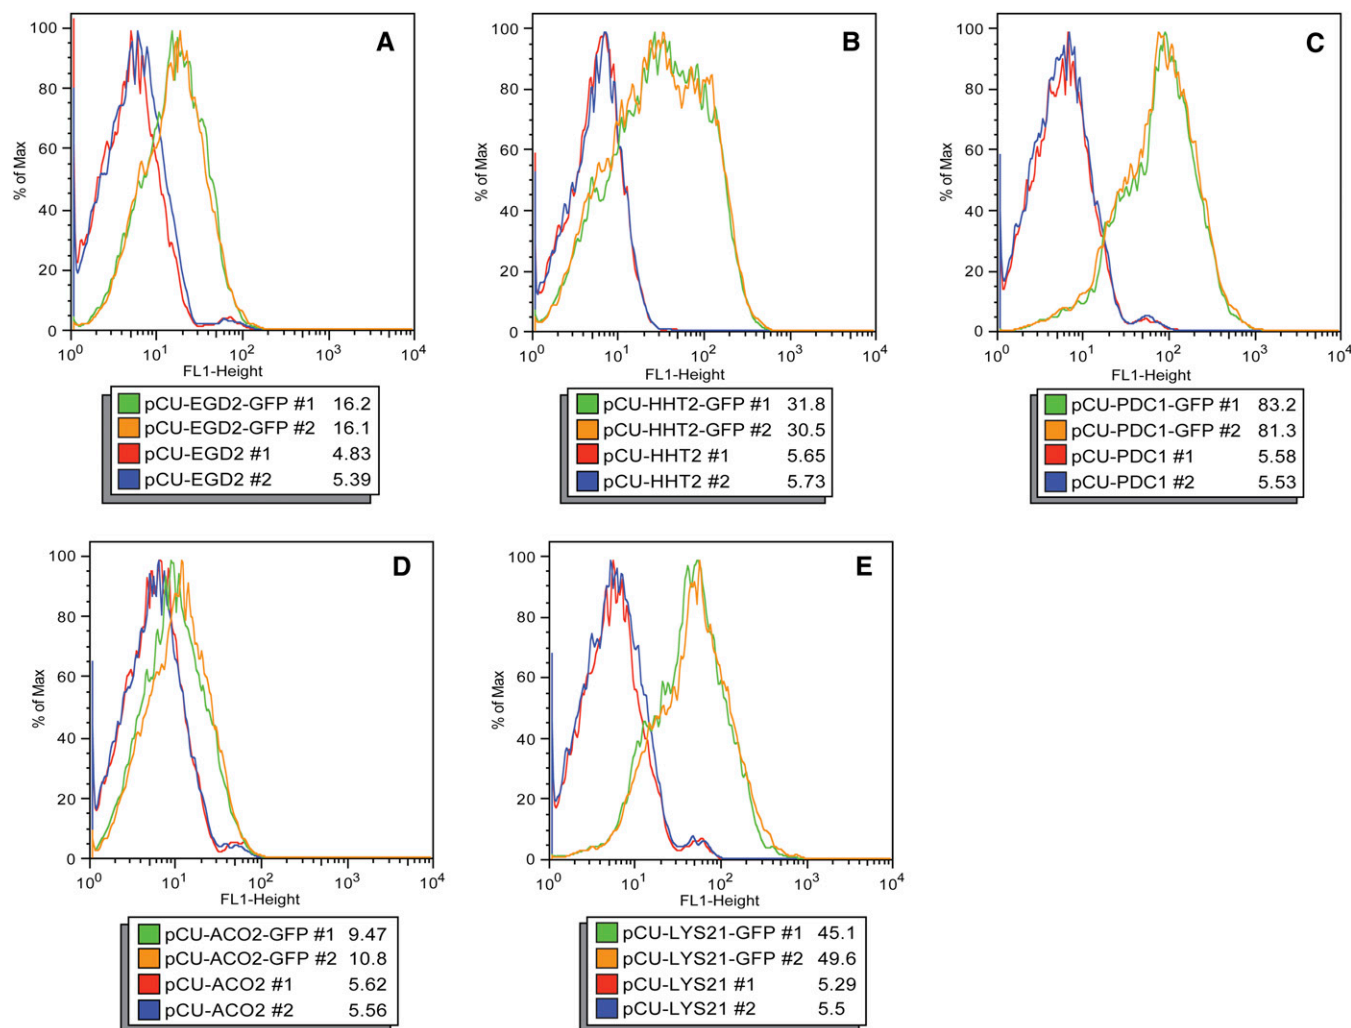 A
100
80
60
40
20
0
% of Max
10^0 10^1 10^2 10^3 10^4
FL1-Height
pCU-EGD2-GFP #1 16.2
pCU-EGD2-GFP #2 16.1
pCU-EGD2 #1 4.83
pCU-EGD2 #2 5.39
B
100
80
60
40
20
0
% of Max
10^0 10^1 10^2 10^3 10^4
FL1-Height
pCU-HHT2-GFP #1 31.8
pCU-HHT2-GFP #2 30.5
pCU-HHT2 #1 5.65
pCU-HHT2 #2 5.73
C
100
80
60
40
20
0
% of Max
10^0 10^1 10^2 10^3 10^4
FL1-Height
pCU-PDC1-GFP #1 83.2
pCU-PDC1-GFP #2 81.3
pCU-PDC1 #1 5.58
pCU-PDC1 #2 5.53
D
100
80
60
40
20
0
% of Max
10^0 10^1 10^2 10^3 10^4
FL1-Height
pCU-ACO2-GFP #1 9.47
pCU-ACO2-GFP #2 10.8
pCU-ACO2 #1 5.62
pCU-ACO2 #2 5.56
E
100
80
60
40
20
0
% of Max
10^0 10^1 10^2 10^3 10^4
FL1-Height
pCU-LYS21-GFP #1 45.1
pCU-LYS21-GFP #2 49.6
pCU-LYS21 #1 5.29
pCU-LYS21 #2 5.5